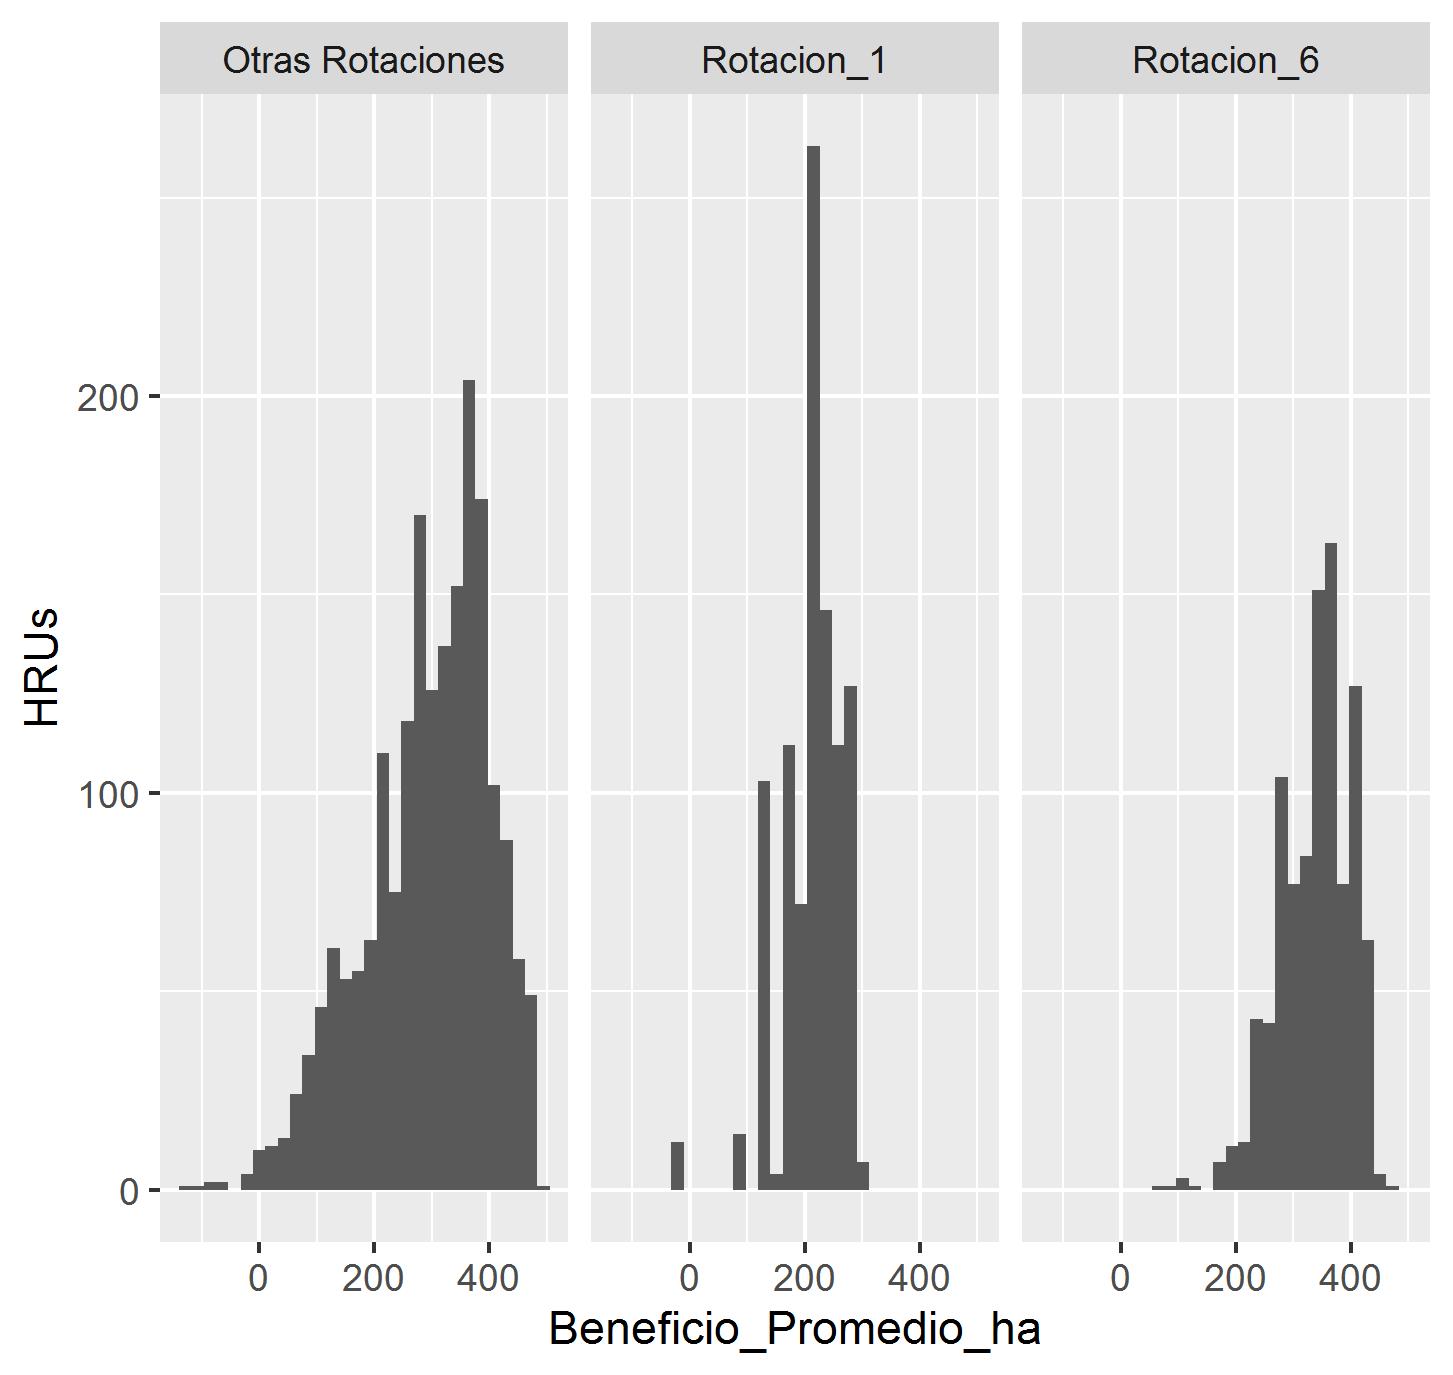 Otras Rotaciones Rotacion_1 Rotacion_6
HRUs
200
100
0
0 200 400 0 200 400 0 200 400
Beneficio_Promedio_ha